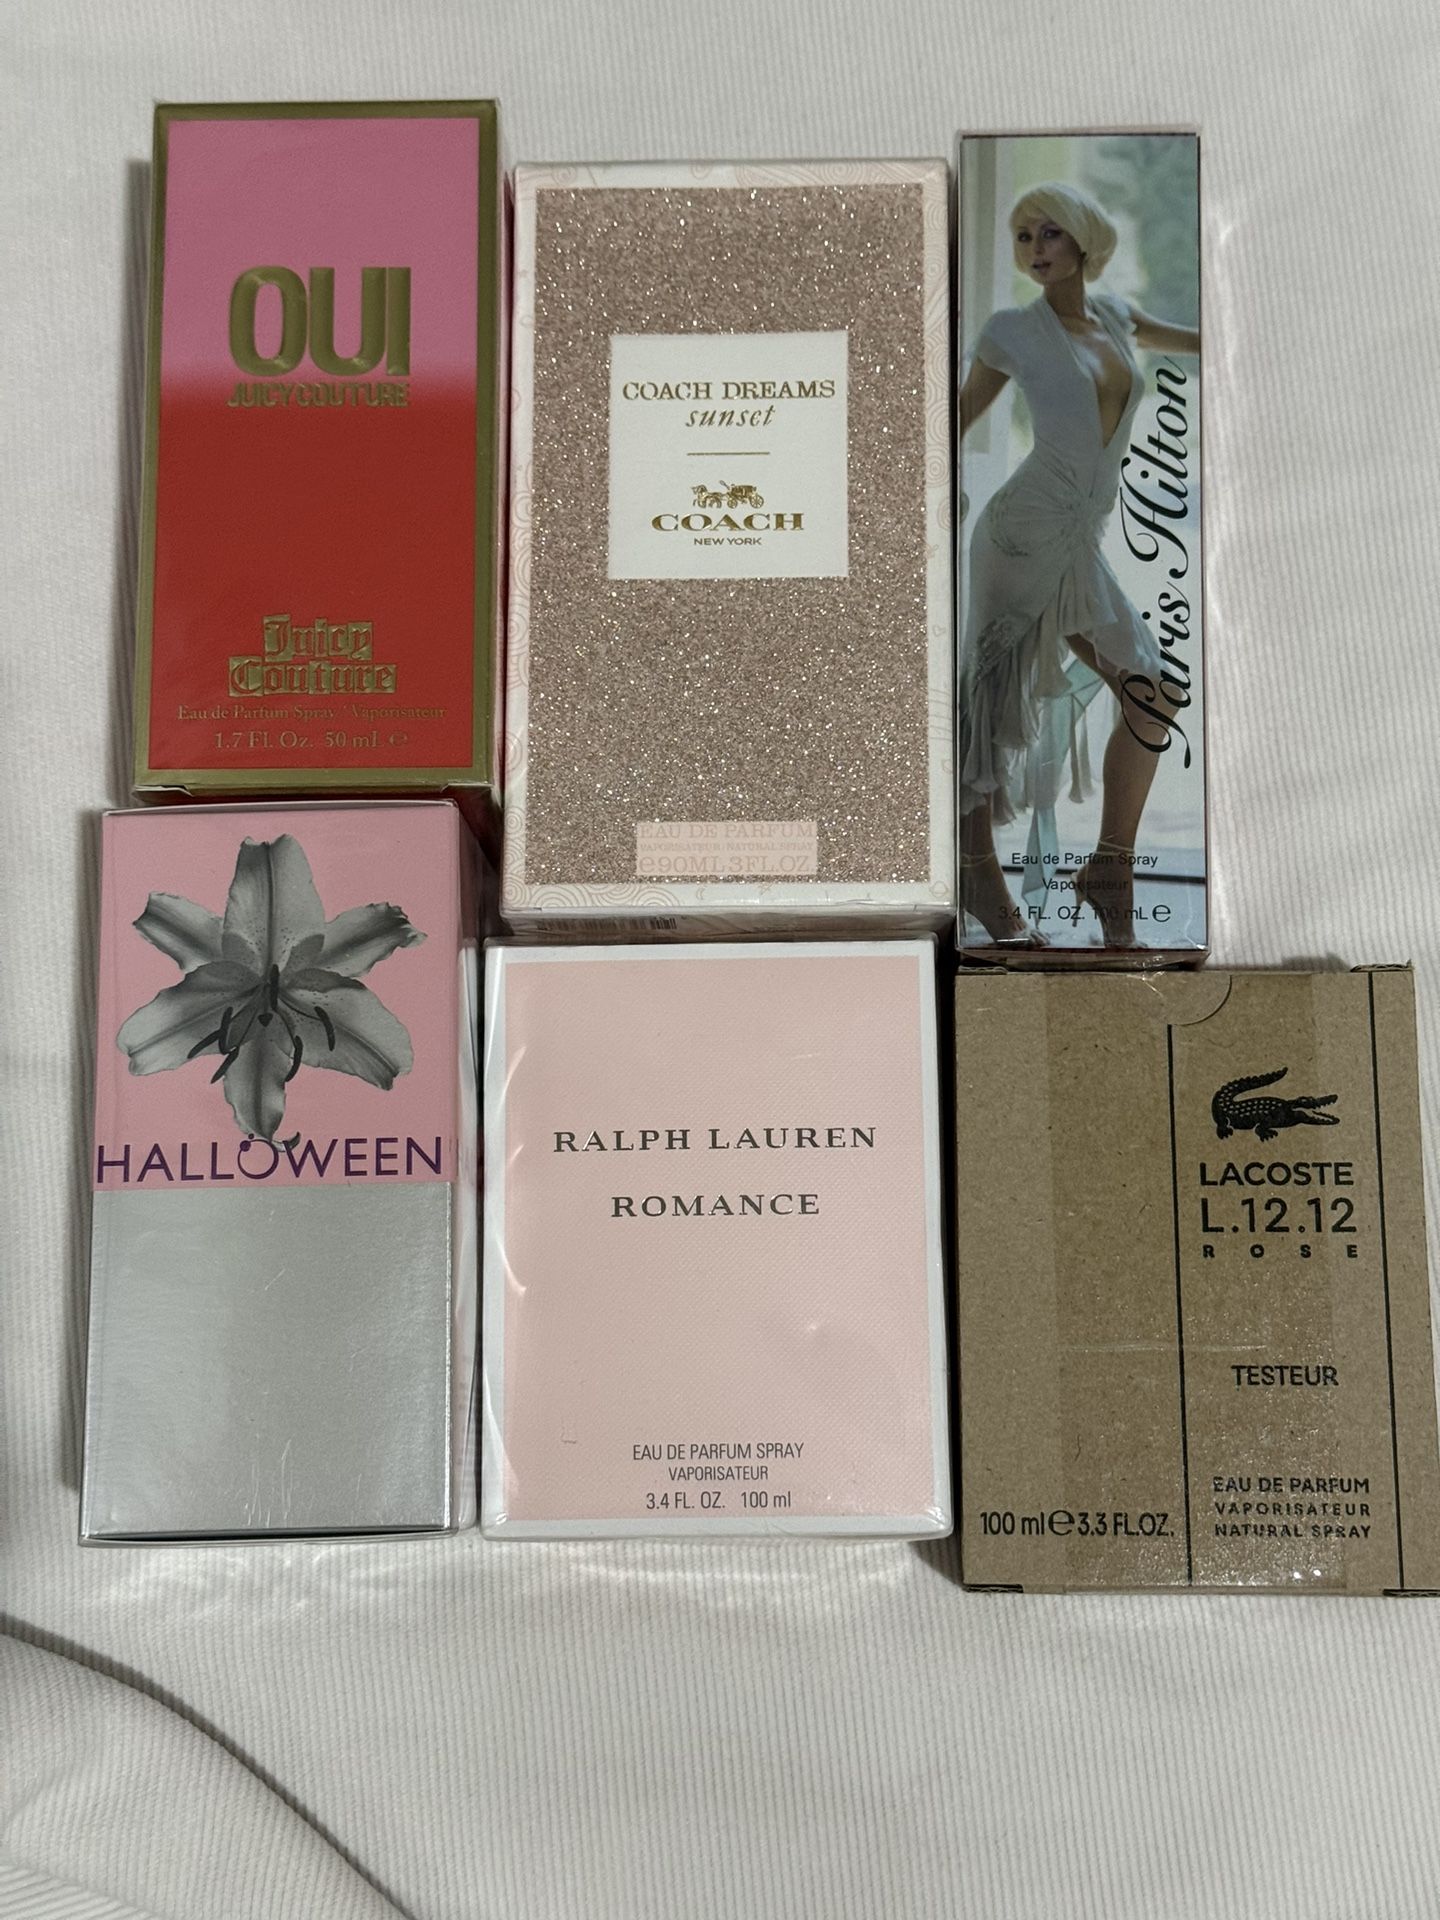 OUI
JUICY COUTURE
Juicy
Couture
Eau de Parfum Spray / Vaporisateur
1.7 Fl. Oz. 50 mL ℮
COACH DREAMS
sunset
COACH
NEW YORK
EAU DE PARFUM
VAPORISATEUR/NATURAL SPRAY
℮90ML 3FL.OZ
Paris Hilton
Eau de Parfum Spray
Vaporisateur
3.4 FL. OZ. 100 mL ℮
HALLOWEEN
RALPH LAUREN
ROMANCE
EAU DE PARFUM SPRAY
VAPORISATEUR
3.4 FL. OZ. 100 ml
LACOSTE
L.12.12
ROSE
TESTEUR
EAU DE PARFUM
VAPORISATEUR
NATURAL SPRAY
100 ml ℮ 3.3 FL.OZ.